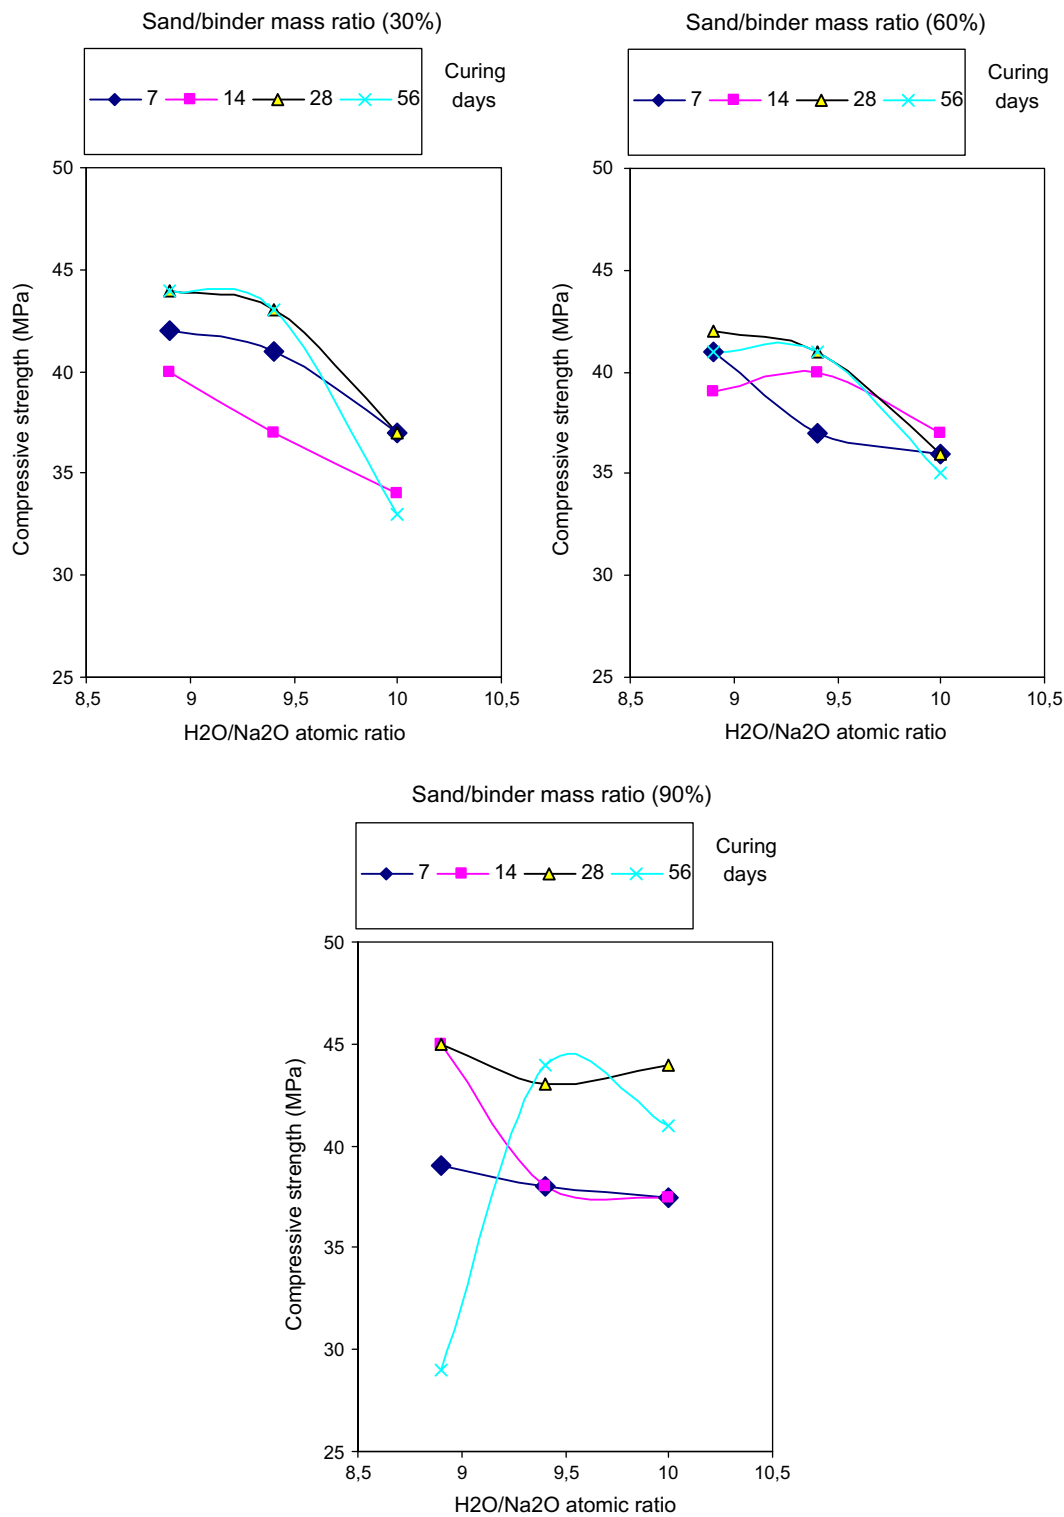 Sand/binder mass ratio (30%)
7 14 28 56
Curing
days
50
45
40
35
30
25
8,5 9 9,5 10 10,5
Compressive strength (MPa)
H2O/Na2O atomic ratio
Sand/binder mass ratio (60%)
7 14 28 56
Curing
days
50
45
40
35
30
25
8,5 9 9,5 10 10,5
Compressive strength (MPa)
H2O/Na2O atomic ratio
Sand/binder mass ratio (90%)
7 14 28 56
Curing
days
50
45
40
35
30
25
8,5 9 9,5 10 10,5
Compressive strength (MPa)
H2O/Na2O atomic ratio